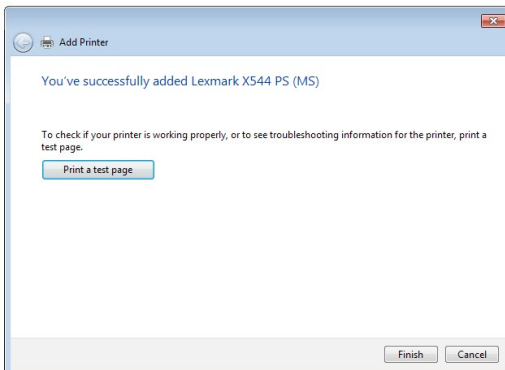 Add Printer
You've successfully added Lexmark X544 PS (MS)
To check if your printer is working properly, or to see troubleshooting information for the printer, print a
test page.
Print a test page
Finish Cancel